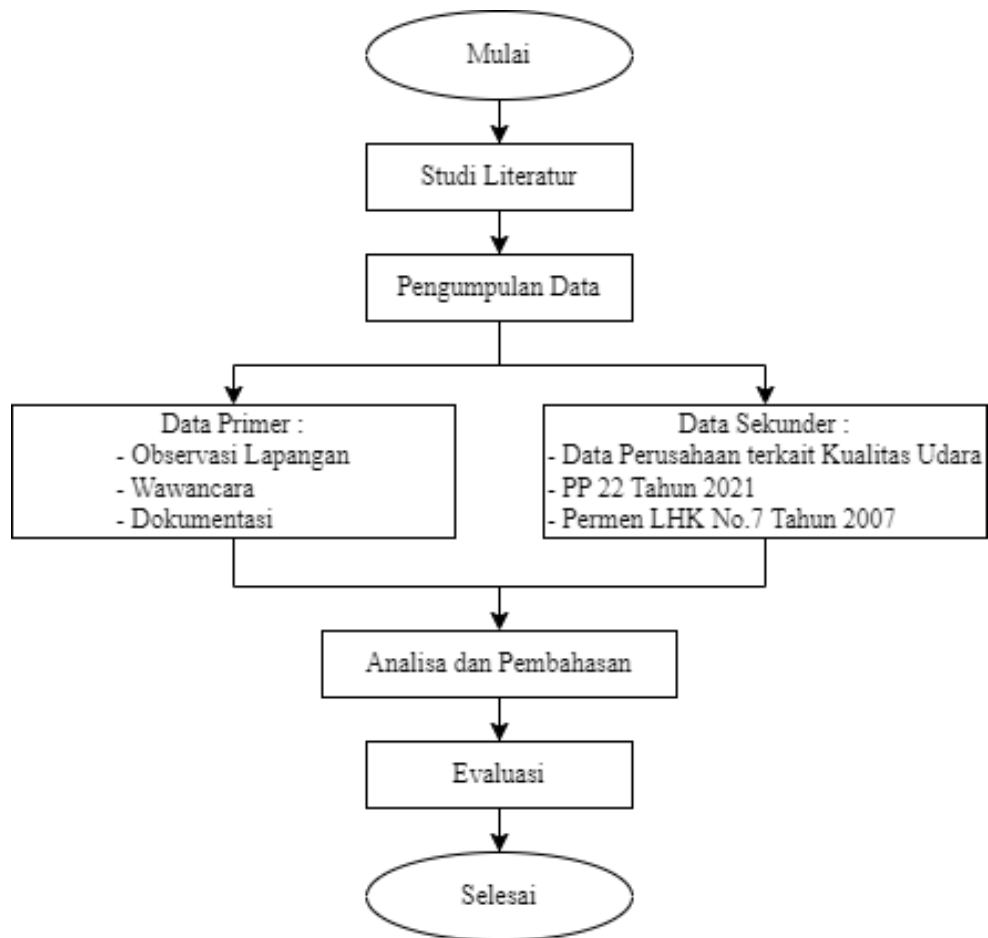 Mulai
Studi Literatur
Pengumpulan Data
Data Primer :
- Observasi Lapangan
- Wawancara
- Dokumentasi
Data Sekunder :
- Data Perusahaan terkait Kualitas Udara
- PP 22 Tahun 2021
- Permen LHK No.7 Tahun 2007
Analisa dan Pembahasan
Evaluasi
Selesai